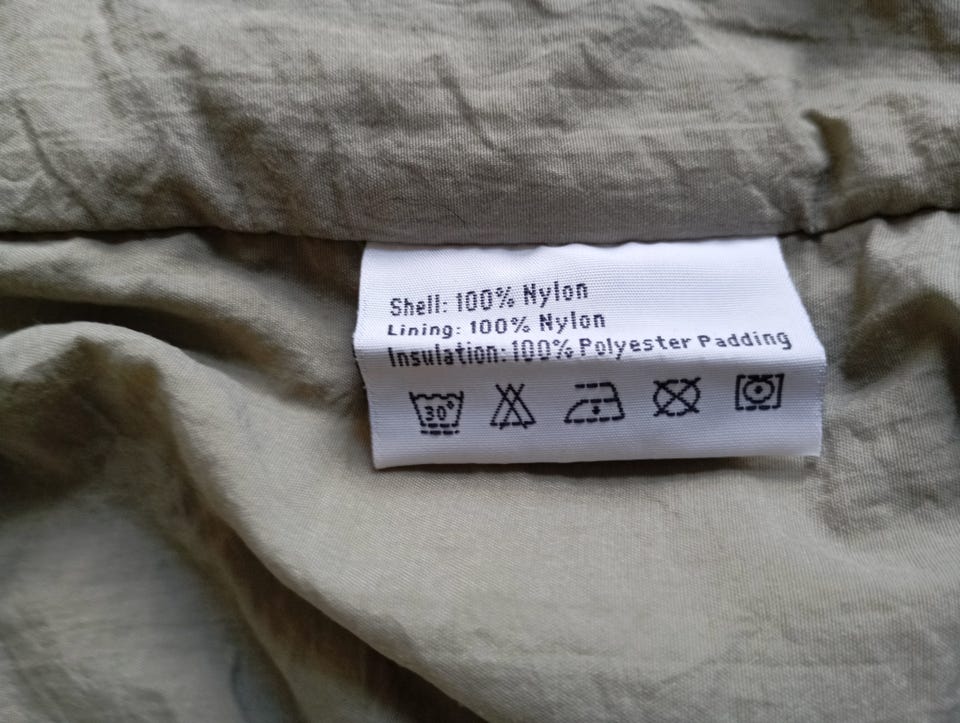 Shell: 100% Nylon
Lining: 100% Nylon
Insulation: 100% Polyester Padding
30°